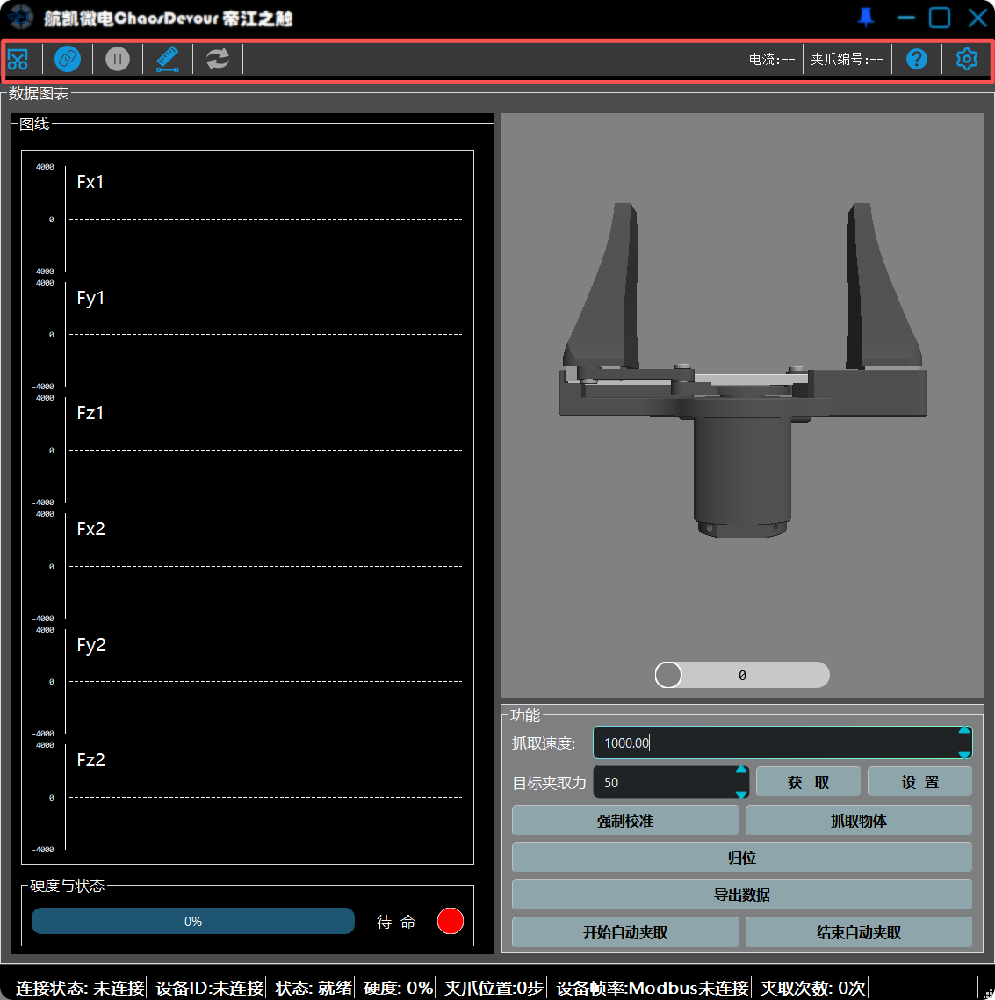 航凯微电ChaosDevour 帝江之触
电流:--
夹爪编号:--
数据图表
图线
4000
Fx1
0
-4000
4000
Fy1
0
-4000
4000
Fz1
0
-4000
4000
Fx2
0
-4000
4000
Fy2
0
-4000
4000
Fz2
0
-4000
硬度与状态
0%
待 命
0
功能
抓取速度:
1000.00
目标夹取力
50
获 取
设 置
强制校准
抓取物体
归位
导出数据
开始自动夹取
结束自动夹取
连接状态: 未连接
设备ID:未连接
状态: 就绪
硬度: 0%
夹爪位置:0步
设备帧率:Modbus未连接
夹取次数: 0次